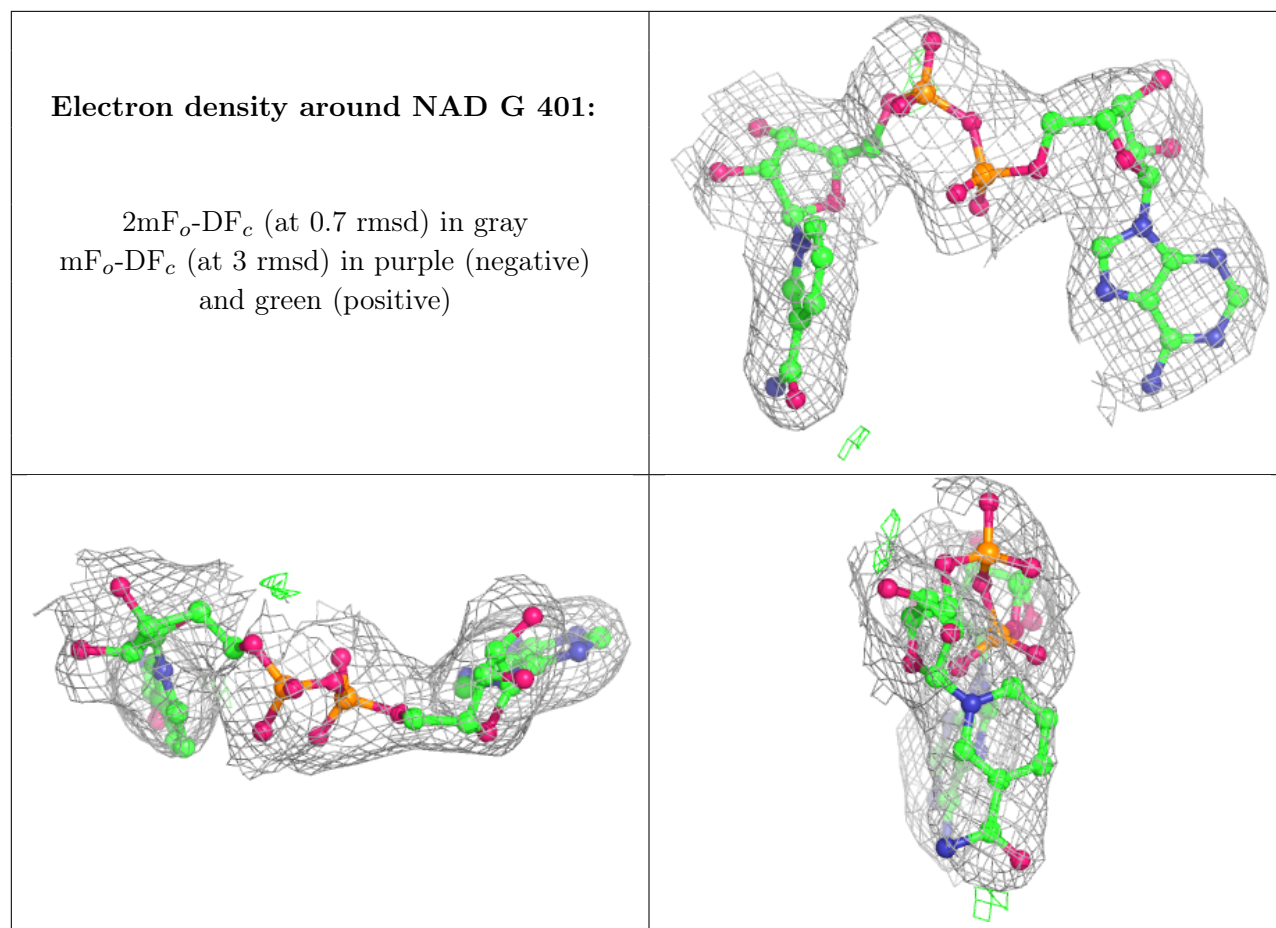 Electron density around NAD G 401:
2mFo-DFc (at 0.7 rmsd) in gray
mFo-DFc (at 3 rmsd) in purple (negative)
and green (positive)